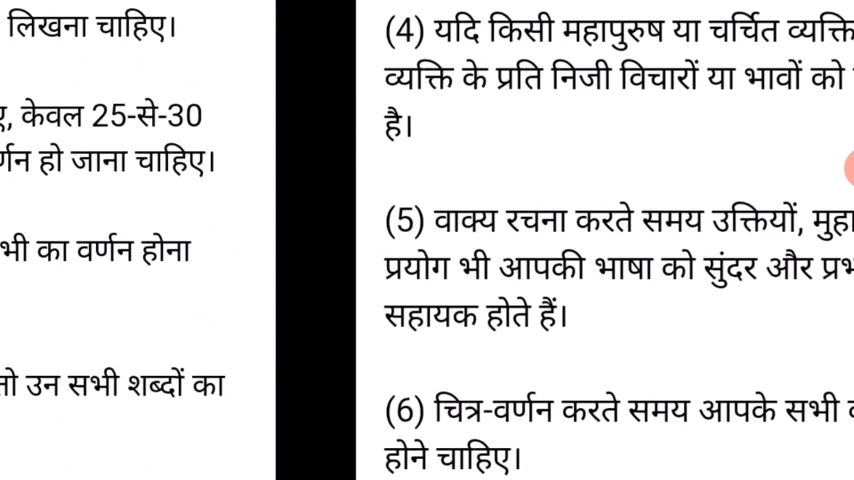 लिखना चाहिए।
केवल 25-से-30
हो जाना चाहिए।
का वर्णन होना
उन सभी शब्दों का
(4) यदि किसी महापुरुष या चर्चित व्यक्ति
व्यक्ति के प्रति निजी विचारों या भावों को
है।
(5) वाक्य रचना करते समय उक्तियों,
प्रयोग भी आपकी भाषा को सुंदर और
सहायक होते हैं।
(6) चित्र-वर्णन करते समय आपके सभी
होने चाहिए।